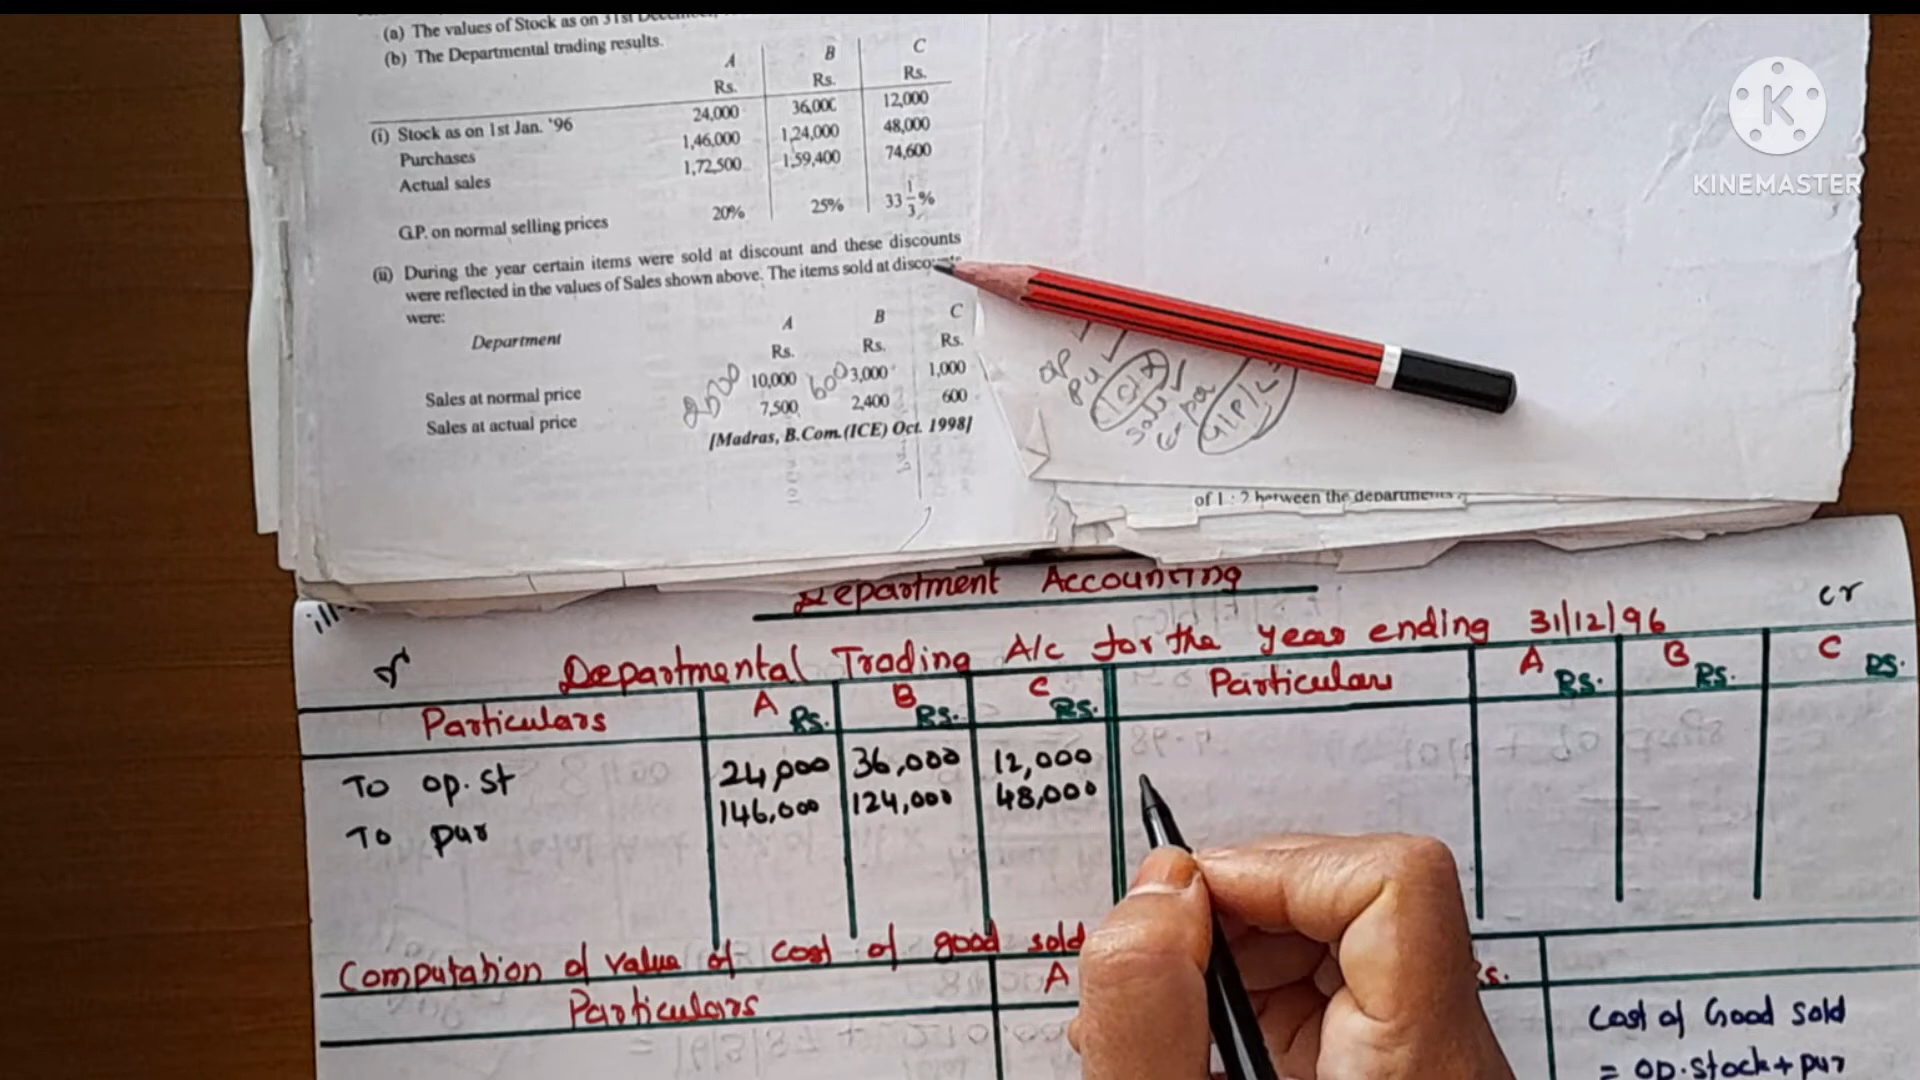 (a) The values of Stock as on 31st December,
(b) The Departmental trading results.
A B C
Rs. Rs. Rs.
(i) Stock as on 1st Jan. '96 24,000 36,000 12,000
Purchases 1,46,000 1,24,000 48,000
Actual sales 1,72,500 1,59,400 74,600
G.P. on normal selling prices 20% 25% 33 1/3%
(ii) During the year certain items were sold at discount and these discounts
were reflected in the values of Sales shown above. The items sold at
were:
Department A B C
Rs. Rs. Rs.
Sales at normal price 10,000 3,000 1,000
Sales at actual price 7,500 2,400 600
[Madras, B.Com. (ICE) Oct. 1998]
2500 600
of 1 : 2 between the departments
KINEMASTER
Department Accounting
Departmental Trading A/c for the year ending 31/12/96
cr
Particulars A Rs. B Rs. C Rs. Particulars A Rs. B Rs. C Rs.
To op.st 24,000 36,000 12,000
To pur 146,000 124,000 48,000
Computation of value of cost of good sold
Particulars A
Cost of Good sold
= op.stock + pur